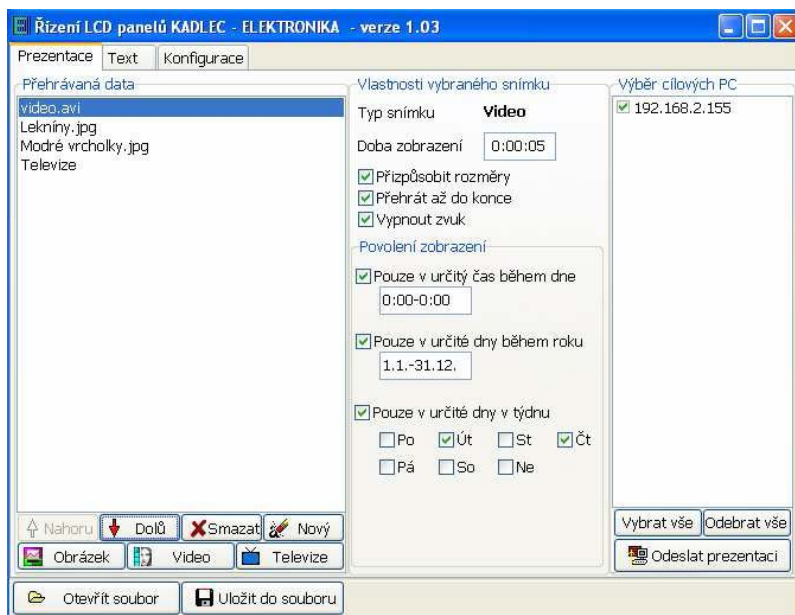 Řízení LCD panelů KADLEC - ELEKTRONIKA - verze 1.03
Prezentace Text Konfigurace
Přehrávaná data
video.avi
Lekníny.jpg
Modré vrcholky.jpg
Televize
Nahoru Dolů Smazat Nový
Obrázek Video Televize
Vlastnosti vybraného snímku
Typ snímku Video
Doba zobrazení 0:00:05
Přizpůsobit rozměry
Přehrát až do konce
Vypnout zvuk
Povolení zobrazení
Pouze v určitý čas během dne
0:00-0:00
Pouze v určité dny během roku
1.1.-31.12.
Pouze v určité dny v týdnu
Po Út St Čt
Pá So Ne
Výběr cílových PC
192.168.2.155
Vybrat vše Odebrat vše
Odeslat prezentaci
Otevřít soubor Uložit do souboru